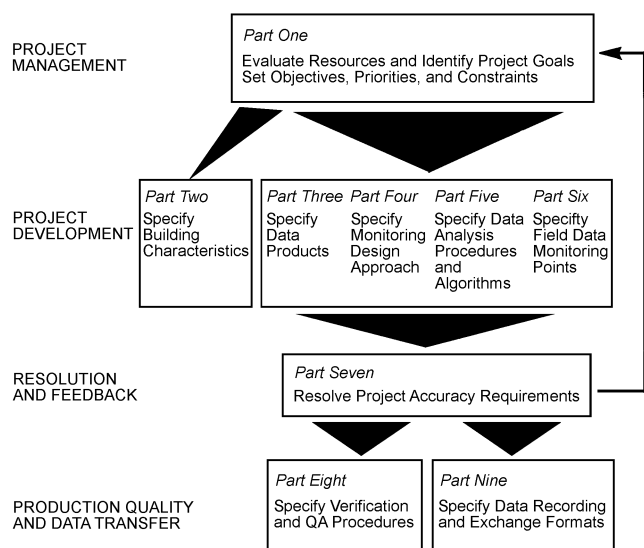 PROJECT
MANAGEMENT
Part One
Evaluate Resources and Identify Project Goals
Set Objectives, Priorities, and Constraints
PROJECT
DEVELOPMENT
Part Two
Specify
Building
Characteristics
Part Three
Specify
Data
Products
Part Four
Specify
Monitoring
Design
Approach
Part Five
Specify Data
Analysis
Procedures
and
Algorithms
Part Six
Specifty
Field Data
Monitoring
Points
RESOLUTION
AND FEEDBACK
Part Seven
Resolve Project Accuracy Requirements
PRODUCTION QUALITY
AND DATA TRANSFER
Part Eight
Specify Verification
and QA Procedures
Part Nine
Specify Data Recording
and Exchange Formats